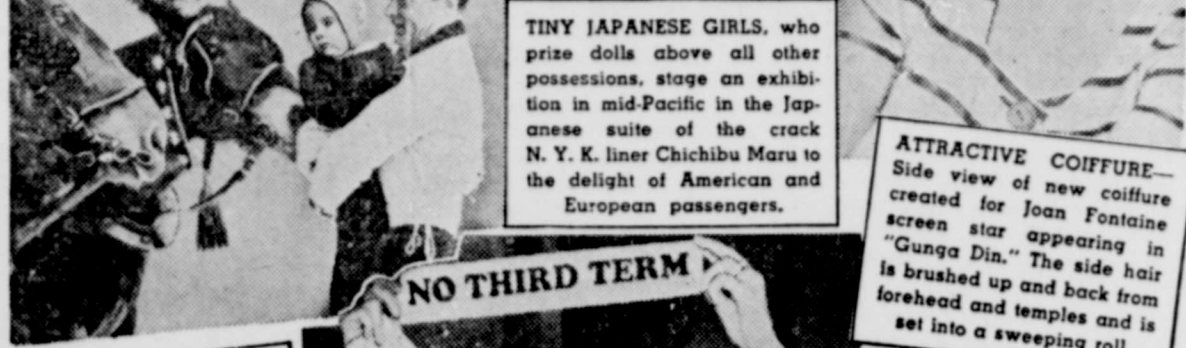 TINY JAPANESE GIRLS, who
prize dolls above all other
possessions, stage an exhibi-
tion in mid-Pacific in the Jap-
anese suite of the crack
N. Y. K. liner Chichibu Maru to
the delight of American and
European passengers.
ATTRACTIVE COIFFURE—
Side view of new coiffure
created for Joan Fontaine
screen star appearing in
"Gunga Din." The side hair
is brushed up and back from
forehead and temples and is
set into a sweeping roll
NO THIRD TERM